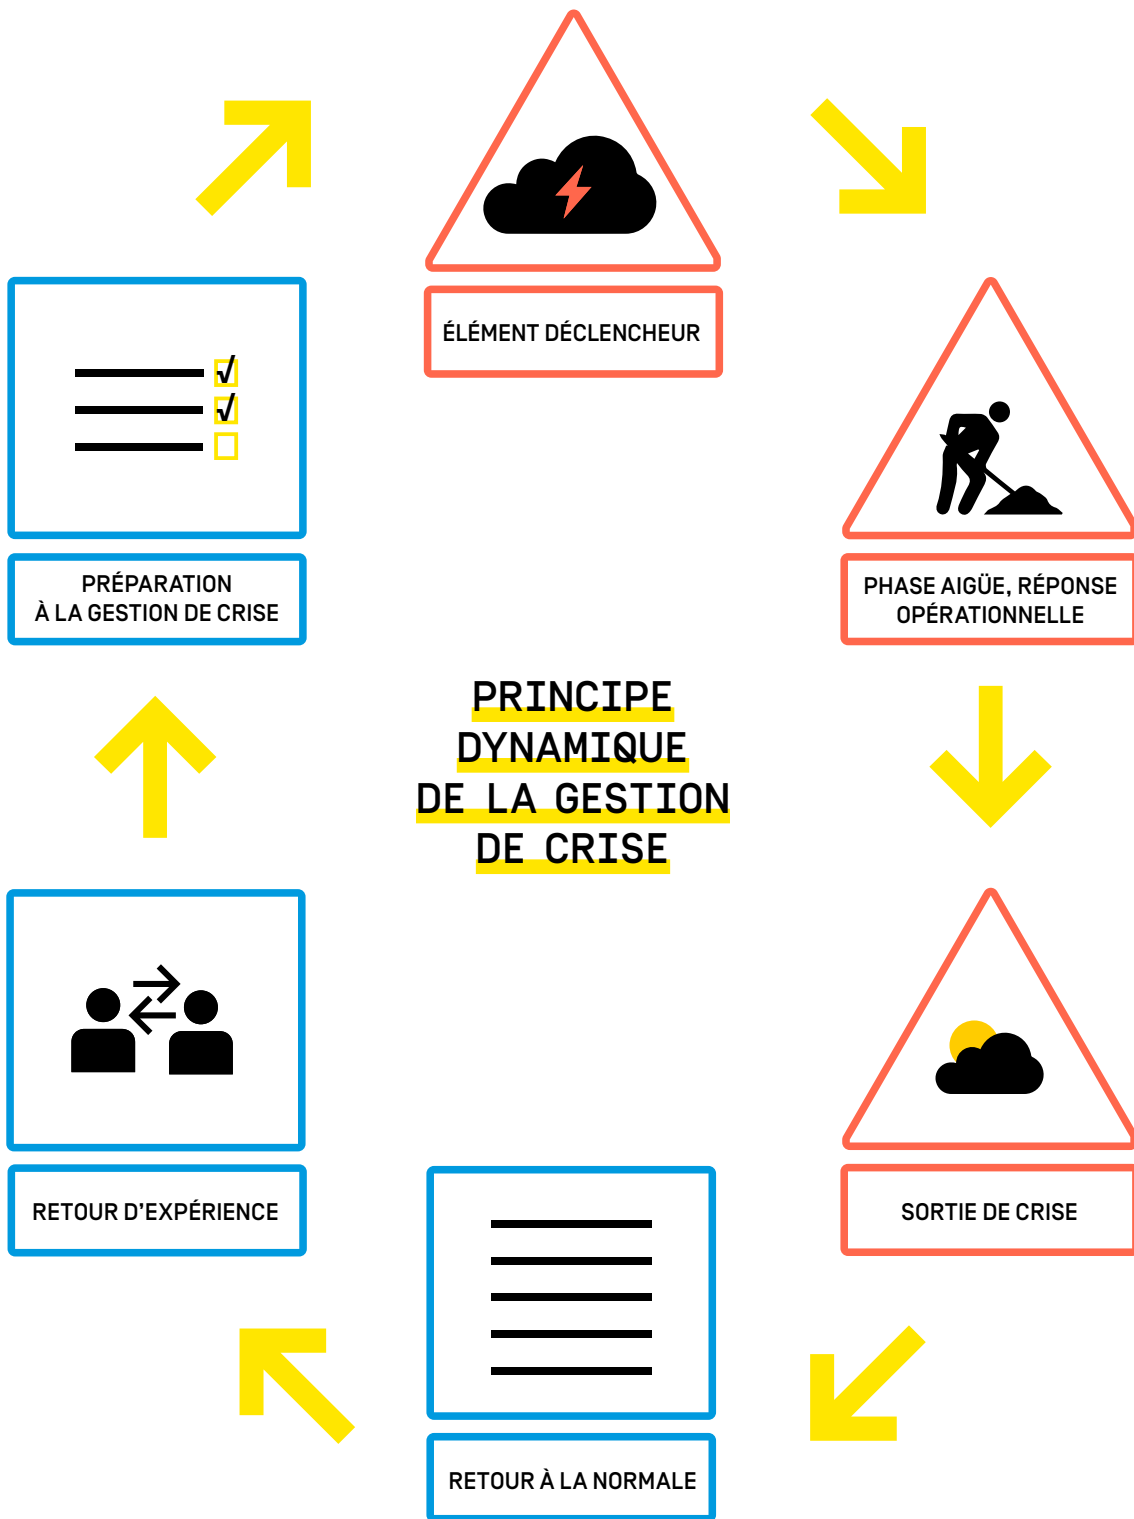 ÉLÉMENT DÉCLENCHEUR
PRÉPARATION
À LA GESTION DE CRISE
PHASE AIGÜE, RÉPONSE
OPÉRATIONNELLE
PRINCIPE
DYNAMIQUE
DE LA GESTION
DE CRISE
RETOUR D’EXPÉRIENCE
SORTIE DE CRISE
RETOUR À LA NORMALE